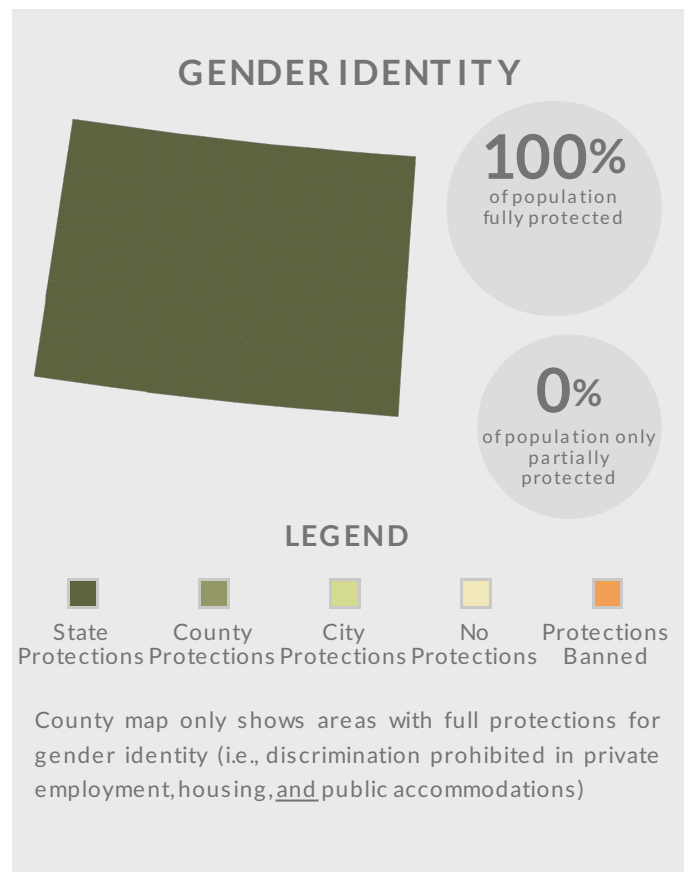 GENDER IDENTITY
100%
of population
fully protected
0%
of population only
partially
protected
LEGEND
State
Protections
County
Protections
City
Protections
No
Protections
Protections
Banned
County map only shows areas with full protections for
gender identity (i.e., discrimination prohibited in private
employment, housing, and public accommodations)